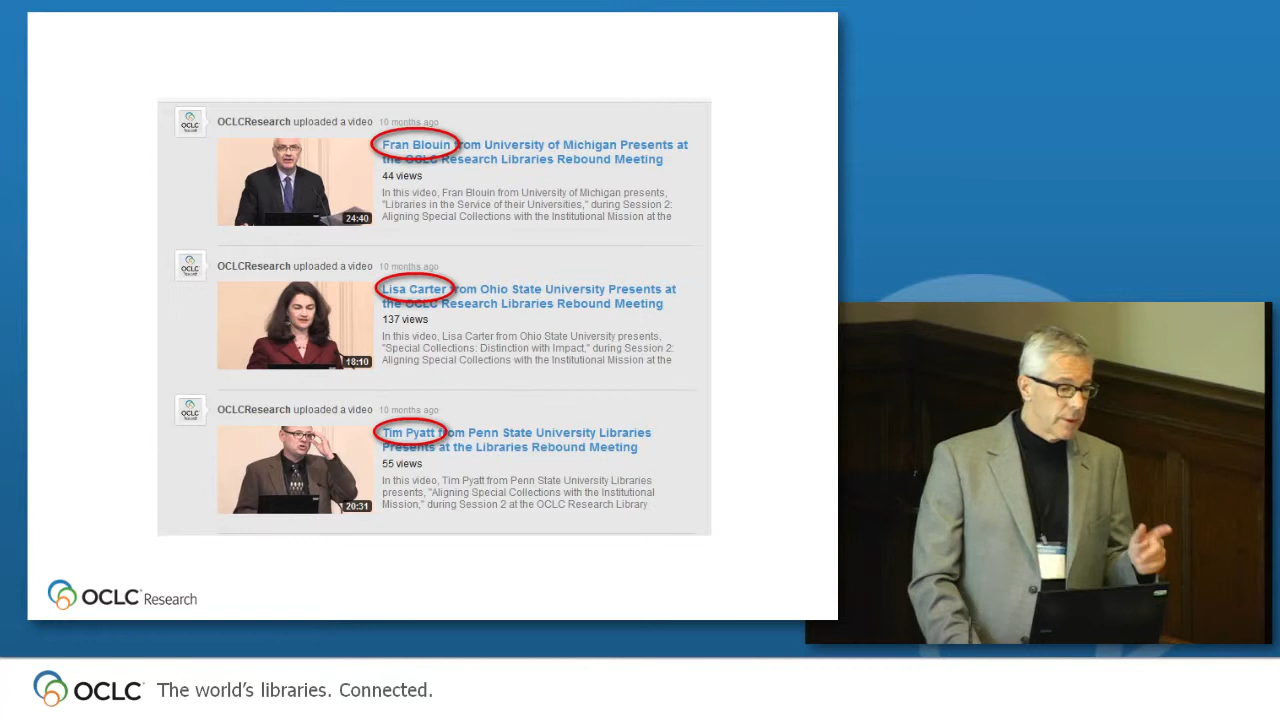 OCLCResearch uploaded a video 10 months ago
Fran Blouin from University of Michigan Presents at
the OCLC Research Libraries Rebound Meeting
44 views
In this video, Fran Blouin from University of Michigan presents,
"Libraries in the Service of their Universities," during Session 2:
Aligning Special Collections with the Institutional Mission at the
24:40
OCLCResearch uploaded a video 10 months ago
Lisa Carter from Ohio State University Presents at
the OCLC Research Libraries Rebound Meeting
137 views
In this video, Lisa Carter from Ohio State University presents,
"Special Collections: Distinction with Impact," during Session 2:
Aligning Special Collections with the Institutional Mission at the
18:10
OCLCResearch uploaded a video 10 months ago
Tim Pyatt from Penn State University Libraries
Presents at the Libraries Rebound Meeting
55 views
In this video, Tim Pyatt from Penn State University Libraries
presents, "Aligning Special Collections with the Institutional
Mission," during Session 2 at the OCLC Research Library
20:31
OCLC Research
OCLC The world's libraries. Connected.